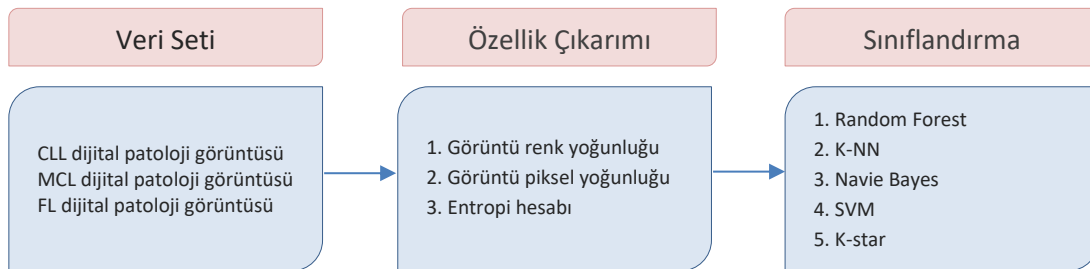 Veri Seti
CLL dijital patoloji görüntüsü
MCL dijital patoloji görüntüsü
FL dijital patoloji görüntüsü
Özellik Çıkarımı
1. Görüntü renk yoğunluğu
2. Görüntü piksel yoğunluğu
3. Entropi hesabı
Sınıflandırma
1. Random Forest
2. K-NN
3. Navie Bayes
4. SVM
5. K-star